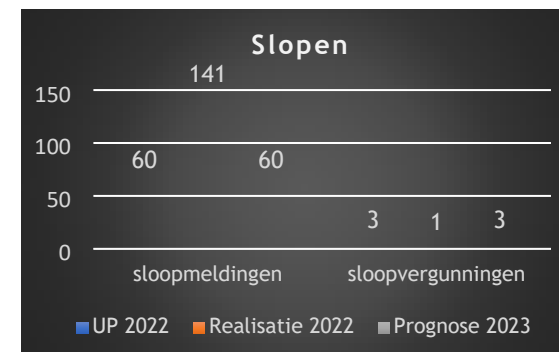 Slopen
141
150
100
60
60
50
3
1
3
0
sloopmeldingen
sloopvergunningen
UP 2022
Realisatie 2022
Prognose 2023